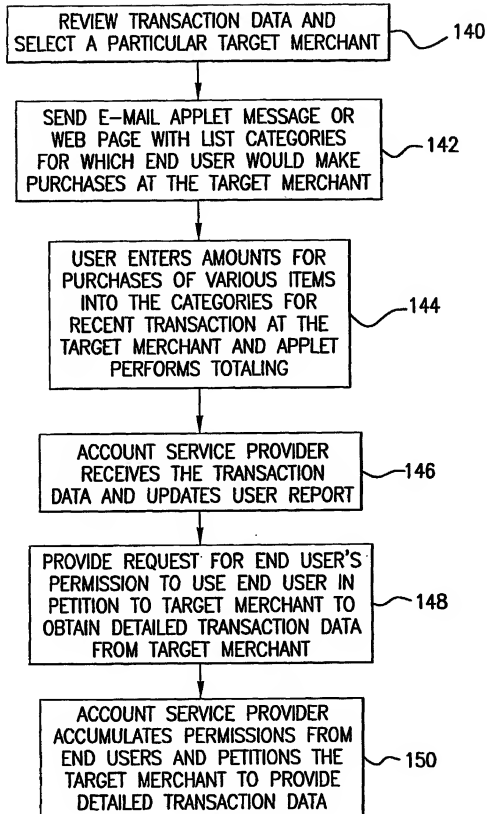 REVIEW TRANSACTION DATA AND
SELECT A PARTICULAR TARGET MERCHANT
140
SEND E-MAIL APPLET MESSAGE OR
WEB PAGE WITH LIST CATEGORIES
FOR WHICH END USER WOULD MAKE
PURCHASES AT THE TARGET MERCHANT
142
USER ENTERS AMOUNTS FOR
PURCHASES OF VARIOUS ITEMS
INTO THE CATEGORIES FOR
RECENT TRANSACTION AT THE
TARGET MERCHANT AND APPLET
PERFORMS TOTALING
144
ACCOUNT SERVICE PROVIDER
RECEIVES THE TRANSACTION
DATA AND UPDATES USER REPORT
146
PROVIDE REQUEST FOR END USER'S
PERMISSION TO USE END USER IN
PETITION TO TARGET MERCHANT TO
OBTAIN DETAILED TRANSACTION DATA
FROM TARGET MERCHANT
148
ACCOUNT SERVICE PROVIDER
ACCUMULATES PERMISSIONS FROM
END USERS AND PETITIONS THE
TARGET MERCHANT TO PROVIDE
DETAILED TRANSACTION DATA
150